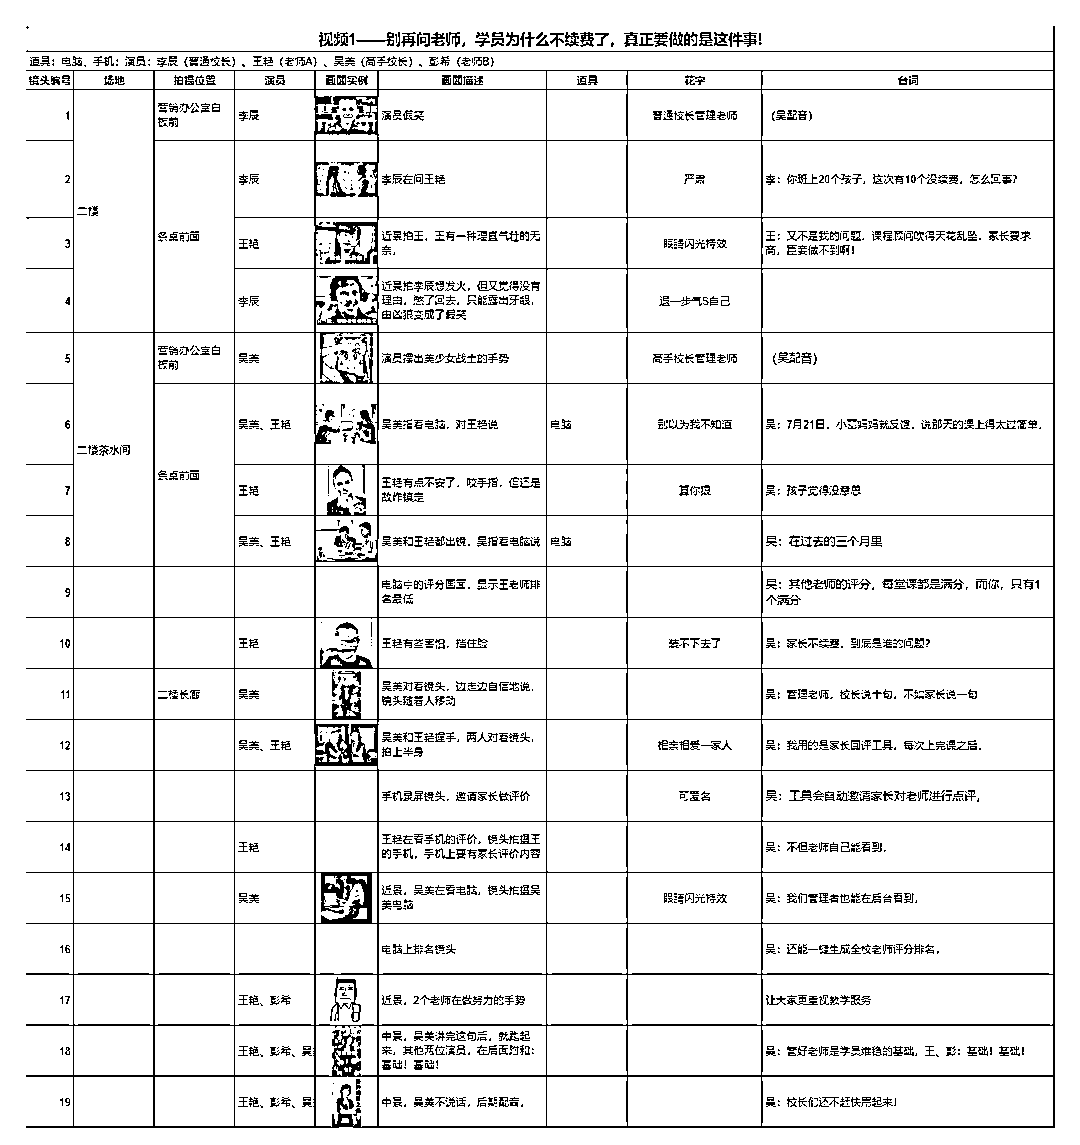 视频1——别再问老师，学员为什么不续费了，真正要做的是这件事!
道具：电脑、手机；演员：李辰（普通校长）、王艳（老师A）、吴美（高手校长）、彭希（老师B）
镜头编号 场地 拍摄位置 演员 画面实例 画面描述 道具 花字 台词
1 二楼 营销办公室白板前 李辰 演员假笑 普通校长管理老师 （吴配音）
2 条桌前面 李辰 李辰在问王艳 严肃 李：你班上20个孩子，这次有10个没续费，怎么回事?
3 王艳 近景拍王，王有一种理直气壮的无奈， 眼睛闪光特效 王：又不是我的问题，课程顾问吹得天花乱坠，家长要求高，臣妾做不到啊！
4 李辰 近景拍李辰想发火，但又觉得没有理由，憋了回去，只能露出牙龈，由凶狠变成了假笑 退一步气S自己
5 二楼茶水间 营销办公室白板前 吴美 演员摆出美少女战士的手势 高手校长管理老师 （吴配音）
6 条桌前面 吴美、王艳 吴美指着电脑，对王艳说 电脑 别以为我不知道 吴：7月21日，小葛妈妈就反馈，说那天的课上得太过简单，
7 王艳 王艳有点不安了，咬手指，但还是故作镇定 算你狠 吴：孩子觉得没意思
8 吴美、王艳 吴美和王艳都出镜，吴指着电脑说 电脑 吴：在过去的三个月里
9 电脑中的评分画面，显示王老师排名最低 吴：其他老师的评分，每堂课都是满分，而你，只有1个满分
10 王艳 王艳有些害怕，挡住脸 装不下去了 吴：家长不续费，到底是谁的问题?
11 二楼长廊 吴美 吴美对着镜头，边走边自信地说，镜头随着人移动 吴：管理老师，校长说十句，不如家长说一句
12 吴美、王艳 吴美和王艳握手，两人对着镜头，拍上半身 相亲相爱一家人 吴：我用的是家长回评工具，每次上完课之后，
13 手机录屏镜头，邀请家长做评价 可匿名 吴：工具会自动邀请家长对老师进行点评，
14 王艳 王艳在看手机的评价，镜头拍摄王的手机，手机上要有家长评价内容 吴：不但老师自己能看到，
15 吴美 近景，吴美在看电脑，镜头拍摄吴美电脑 眼睛闪光特效 吴：我们管理者也能在后台看到，
16 电脑上排名镜头 吴：还能一键生成全校老师评分排名，
17 王艳、彭希 近景，2个老师在做努力的手势 让大家更重视教学服务
18 王艳、彭希、吴 中景，吴美讲完这句后，就跳起来，其他两位演员，在后面附和：基础！基础！ 吴：管好老师是学员难稳的基础，王、彭：基础！基础！
19 王艳、彭希、吴 中景，吴美不说话，后期配音， 吴：校长们还不赶快用起来！